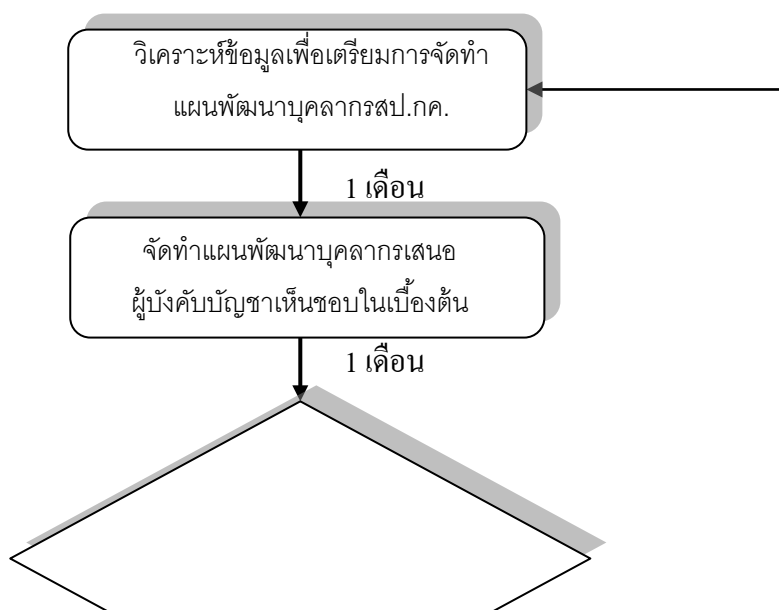 วิเคราะห์ข้อมูลเพื่อเตรียมการจัดทำ
แผนพัฒนาบุคลากรสป.กค.
1 เดือน
จัดทำแผนพัฒนาบุคลากรเสนอ
ผู้บังคับบัญชาเห็นชอบในเบื้องต้น
1 เดือน